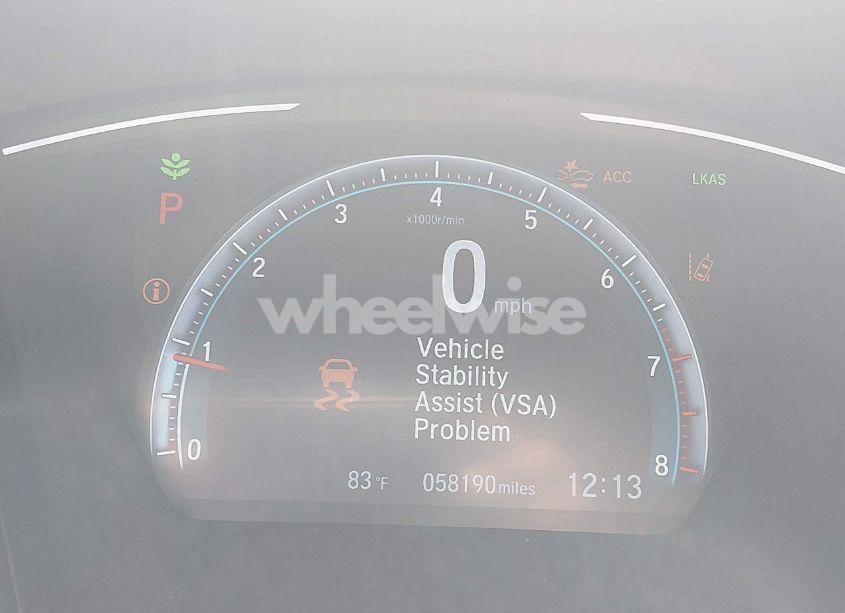 P
ACC
LKAS
0
1
2
3
4
5
6
7
8
x1000r/min
0 mph
wheelwise
Vehicle
Stability
Assist (VSA)
Problem
83 °F
058190 miles
12:13